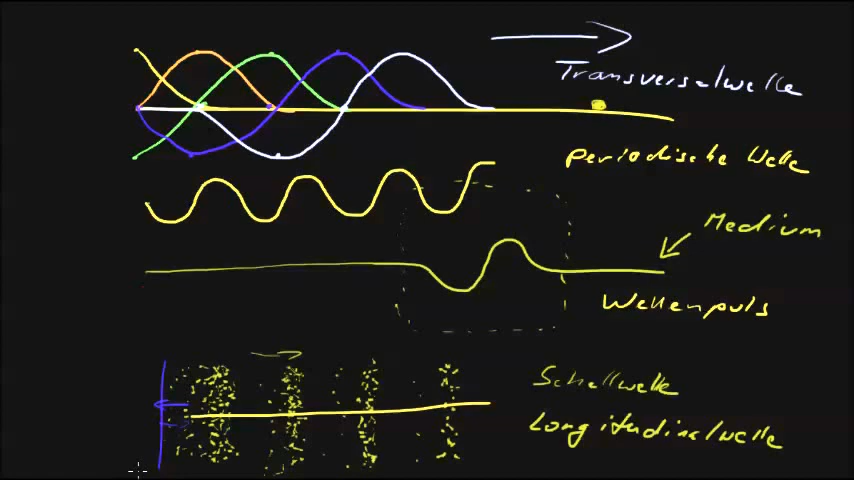 Transversalwelle
Periodische Welle
Medium
Wellenpuls
Schallwelle
Longitudinalwelle